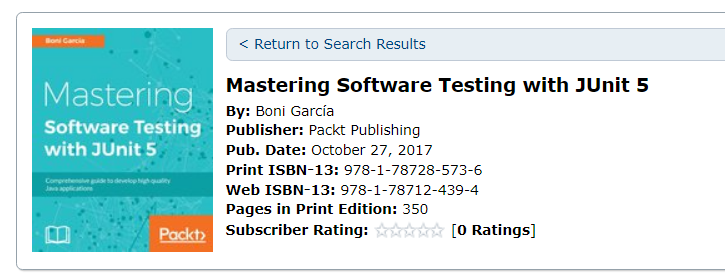 Boni García
Mastering
Software Testing
with JUnit 5
Comprehensive guide to develop high quality
Java applications
Packt>
< Return to Search Results
Mastering Software Testing with JUnit 5
By: Boni García
Publisher: Packt Publishing
Pub. Date: October 27, 2017
Print ISBN-13: 978-1-78728-573-6
Web ISBN-13: 978-1-78712-439-4
Pages in Print Edition: 350
Subscriber Rating: [0 Ratings]